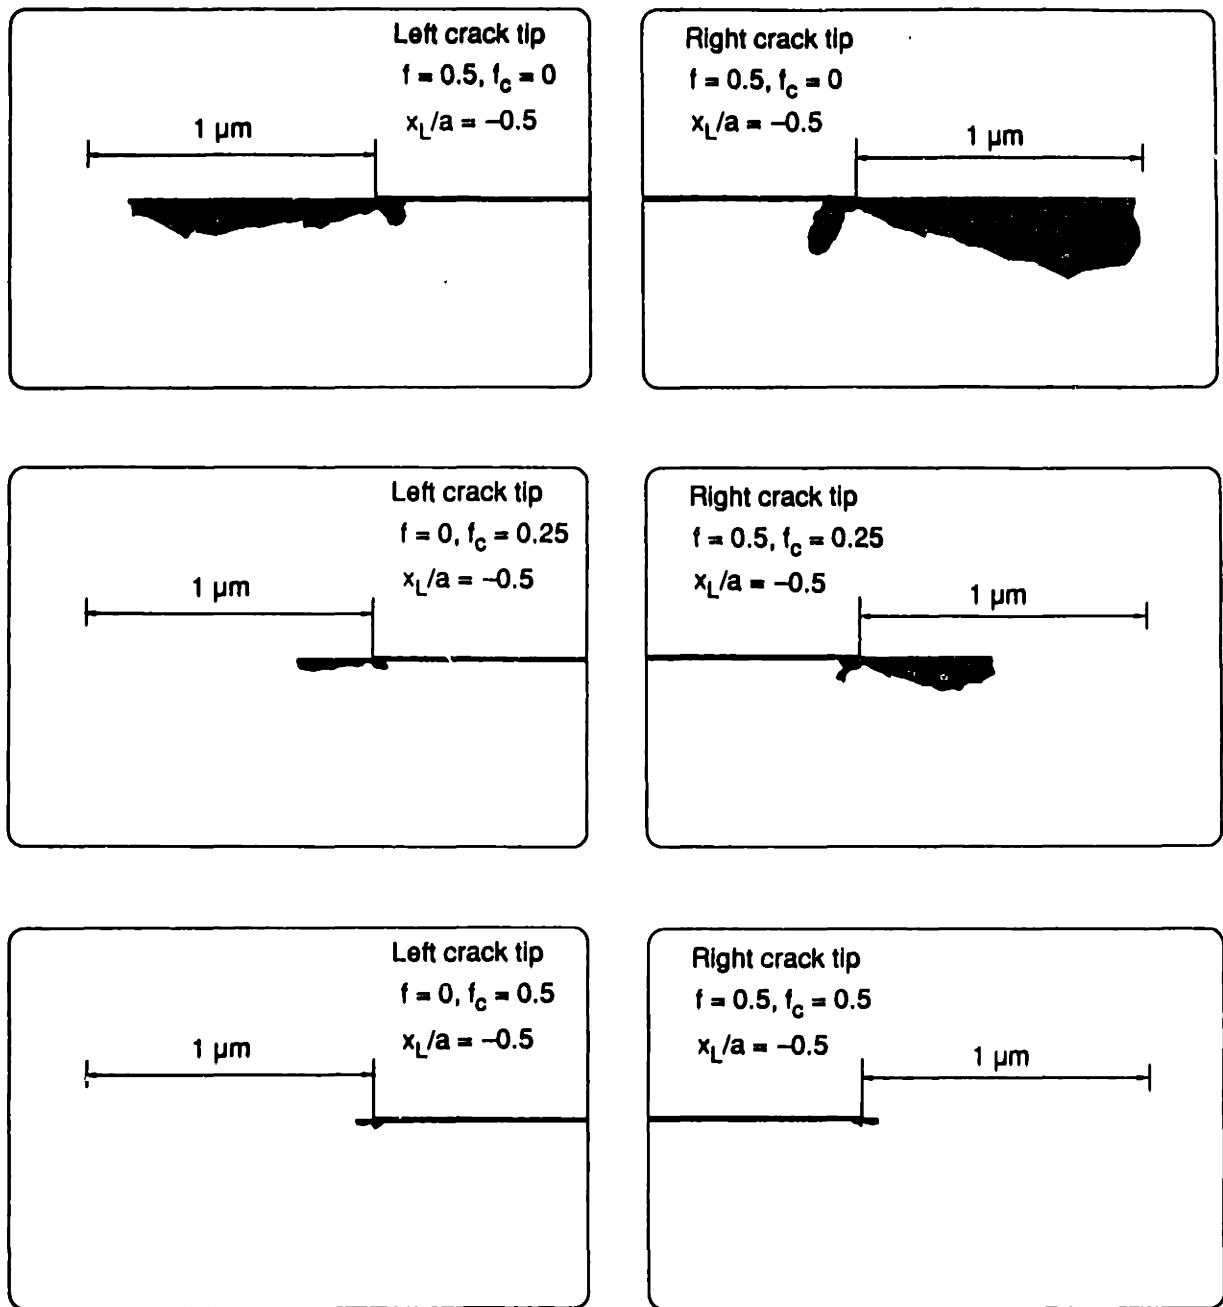 Left crack tip
f = 0.5, f_c = 0
x_L/a = –0.5
1 µm
Right crack tip
f = 0.5, f_c = 0
x_L/a = –0.5
1 µm
Left crack tip
f = 0, f_c = 0.25
x_L/a = –0.5
1 µm
Right crack tip
f = 0.5, f_c = 0.25
x_L/a = –0.5
1 µm
Left crack tip
f = 0, f_c = 0.5
x_L/a = –0.5
1 µm
Right crack tip
f = 0.5, f_c = 0.5
x_L/a = –0.5
1 µm